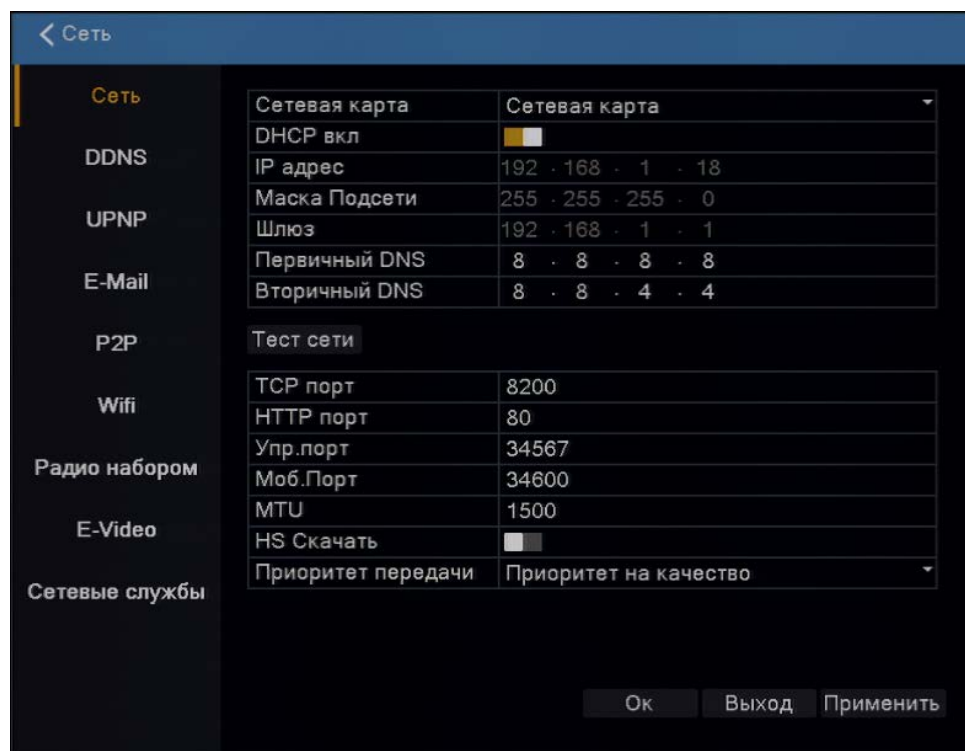 Сеть
Сеть
DDNS
UPNP
E-Mail
P2P
Wifi
Радио набором
E-Video
Сетевые службы
Сетевая карта Сетевая карта
DHCP вкл
IP адрес 192 . 168 . 1 . 18
Маска Подсети 255 . 255 . 255 . 0
Шлюз 192 . 168 . 1 . 1
Первичный DNS 8 . 8 . 8 . 8
Вторичный DNS 8 . 8 . 4 . 4
Тест сети
TCP порт 8200
HTTP порт 80
Упр.порт 34567
Моб.Порт 34600
MTU 1500
HS Скачать
Приоритет передачи Приоритет на качество
Ок Выход Применить